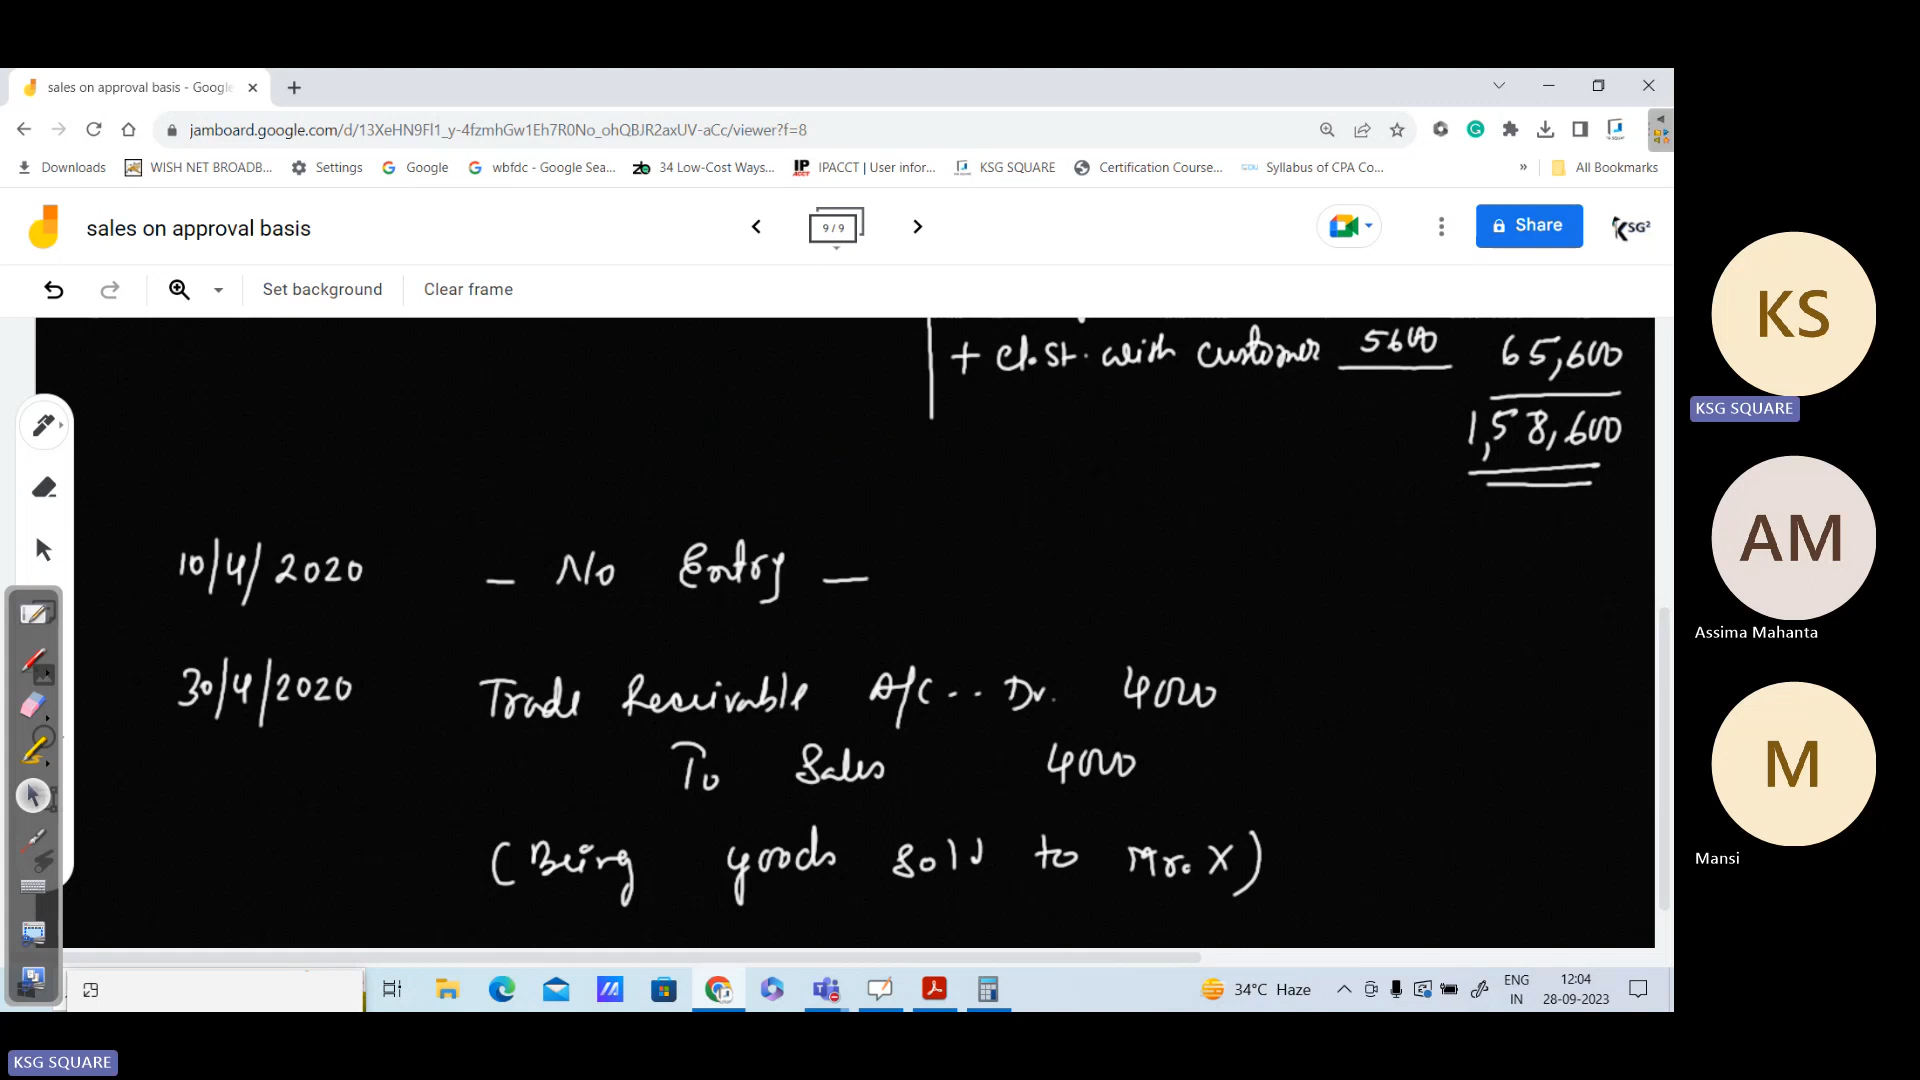 sales on approval basis - Google
jamboard.google.com/d/13XeHN9Fl1_y-4fzmhGw1Eh7R0No_ohQBJR2axUV-aCc/viewer?f=8
Downloads WISH NET BROADB... Settings Google wbfdc - Google Sea... 34 Low-Cost Ways... IPACCT | User infor... KSG SQUARE Certification Course... Syllabus of CPA Co... » All Bookmarks
sales on approval basis
9 / 9
Share
KSG²
Set background Clear frame
+ cl. st. with customer 5600 65,600
1,58,600
10/4/2020 - No Entry -
30/4/2020 Trade Receivable A/C .. Dr. 4000
To Sales 4000
(Being goods sold to Mr. X)
KS
KSG SQUARE
AM
Assima Mahanta
M
Mansi
34°C Haze
ENG
IN
12:04
28-09-2023
KSG SQUARE